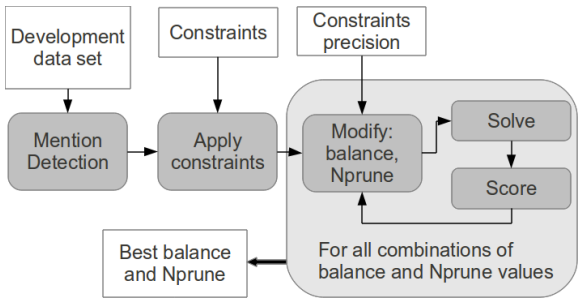 Development
data set
Constraints
Constraints
precision
Mention
Detection
Apply
constraints
Modify:
balance,
Nprune
Solve
Score
Best balance
and Nprune
For all combinations of
balance and Nprune values